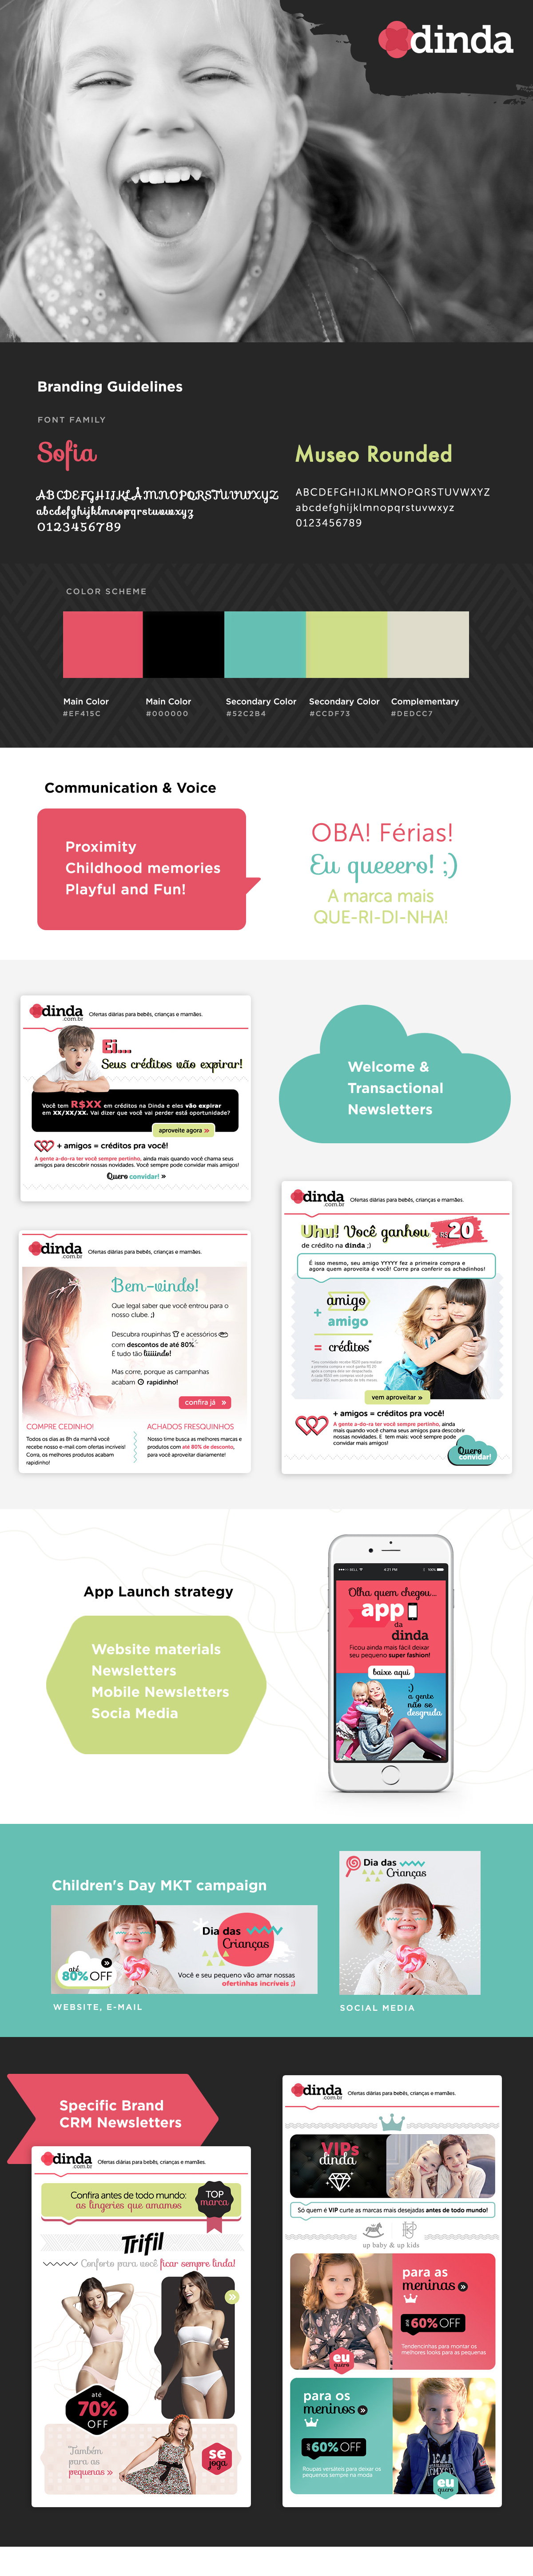 dinda
Branding Guidelines
FONT FAMILY
Sofia
ABCDEFGHIJKLÅMNNOPQRSTUVWXYZ
abcdefghijklmnopqrstuvwxyz
0123456789
Museo Rounded
ABCDEFGHIJKLMNOPQRSTUVWXYZ
abcdefghijklmnopqrstuvwxyz
0123456789
COLOR SCHEME
Main Color
#EF415C
Main Color
#000000
Secondary Color
#52C2B4
Secondary Color
#CCDF73
Complementary
#DEDCC7
Communication & Voice
Proximity
Childhood memories
Playful and Fun!
OBA! Férias!
Eu queeero! ;)
A marca mais
QUE-RI-DI-NHA!
dinda
.com.br
Ofertas diárias para bebês, crianças e mamães.
Ei...
Seus créditos vão expirar!
Você tem R$XX em créditos na Dinda e eles vão expirar
em XX/XX/XX. Vai dizer que você vai perder está oportunidade?
aproveite agora »
+ amigos = créditos pra você!
A gente a-do-ra ter você sempre pertinho, ainda mais quando você chama seus
amigos para descobrir nossas novidades. Você sempre pode convidar mais amigos!
Quero convidar! »
Welcome &
Transactional
Newsletters
dinda
.com.br
Ofertas diárias para bebês, crianças e mamães.
Bem-vindo!
Que legal saber que você entrou para o
nosso clube. ;)
Descubra roupinhas e acessórios
com descontos de até 80%
É tudo tão liiiiindo!
Mas corre, porque as campanhas
acabam rapidinho!
confira já »
COMPRE CEDINHO!
Todos os dias as 8h da manhã você
recebe nosso e-mail com ofertas incríveis!
Corra, os melhores produtos acabam
rapidinho!
ACHADOS FRESQUINHOS
Nosso time busca as melhores marcas e
produtos com até 80% de desconto,
para você aproveitar diariamente!
dinda
.com.br
Ofertas diárias para bebês, crianças e mamães.
Uhu! Você ganhou R$20
de crédito na dinda ;)
É isso mesmo, seu amigo YYYYY fez a primeira compra e
agora quem aproveita é você! Corre pra conferir os achadinhos!
amigo
+ amigo
= créditos*
vem aproveitar »
+ amigos = créditos pra você!
A gente a-do-ra ter você sempre pertinho, ainda
mais quando você chama seus amigos para descobrir
nossas novidades. E tem mais: você sempre pode
convidar mais amigos!
Quero
convidar!
App Launch strategy
Website materials
Newsletters
Mobile Newsletters
Socia Media
BELL
4:21 PM
100%
Olha quem chegou...
app
da
dinda
Ficou ainda mais fácil deixar
seu pequeno super fashion!
baixe aqui
;)
a gente
não se
desgruda
Children's Day MKT campaign
até
80% OFF
Dia das
Crianças
Você e seu pequeno vão amar nossas
ofertinhas incríveis ;)
WEBSITE, E-MAIL
Dia das
Crianças
SOCIAL MEDIA
Specific Brand
CRM Newsletters
dinda
.com.br
Ofertas diárias para bebês, crianças e mamães.
Confira antes de todo mundo:
as lingeries que amamos
TOP
marca
Trifil
Conforto para você ficar sempre linda!
até
70%
OFF
Também
para as
pequenas »
se
joga
dinda
.com.br
Ofertas diárias para bebês, crianças e mamães.
VIPs
dinda
Só quem é VIP curte as marcas mais desejadas antes de todo mundo!
up baby & up kids
para as
meninas »
até 60% OFF
Tendencinhas para montar os
melhores looks para as pequenas
eu
quero
para os
meninos »
até 60% OFF
Roupas versáteis para deixar os
pequenos sempre na moda
eu
quero